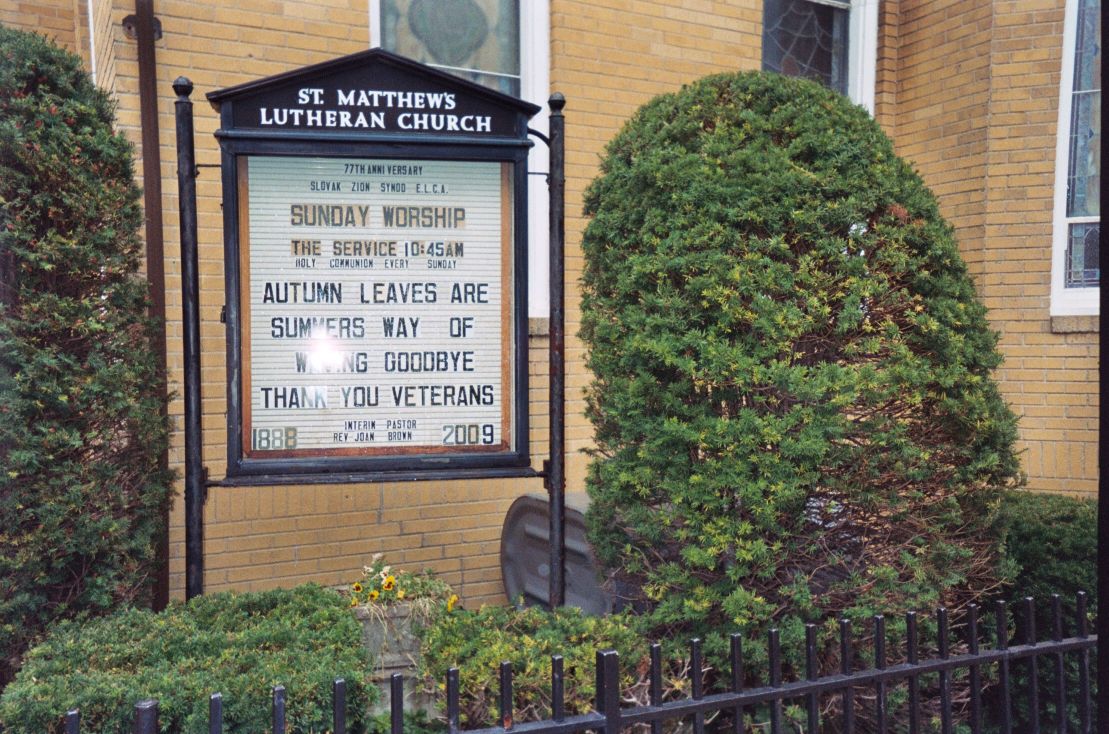 ST. MATTHEW'S
LUTHERAN CHURCH
77TH ANNIVERSARY
SLOVAK ZION SYNOD E.L.C.A.
SUNDAY WORSHIP
THE SERVICE 10:45AM
HOLY COMMUNION EVERY SUNDAY
AUTUMN LEAVES ARE
SUMMERS WAY OF
WAVING GOODBYE
THANK YOU VETERANS
INTERIM PASTOR
REV JOAN BROWN
1888 2009